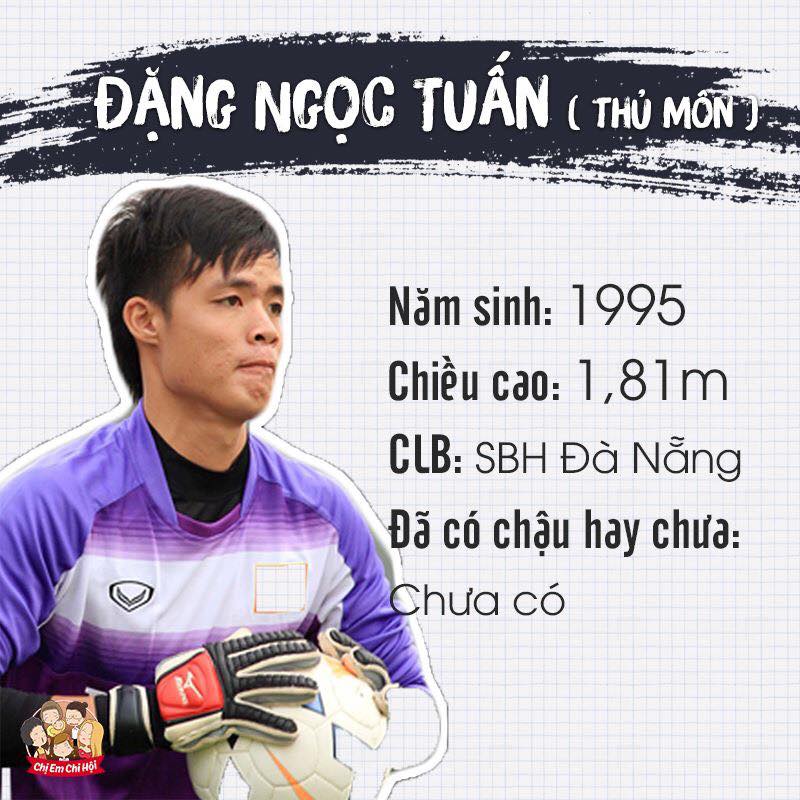 ĐẶNG NGỌC TUẤN ( THỦ MÔN )
Năm sinh: 1995
Chiều cao: 1,81m
CLB: SBH Đà Nẵng
Đã có chậu hay chưa:
Chưa có
Chị Em Chi Hội